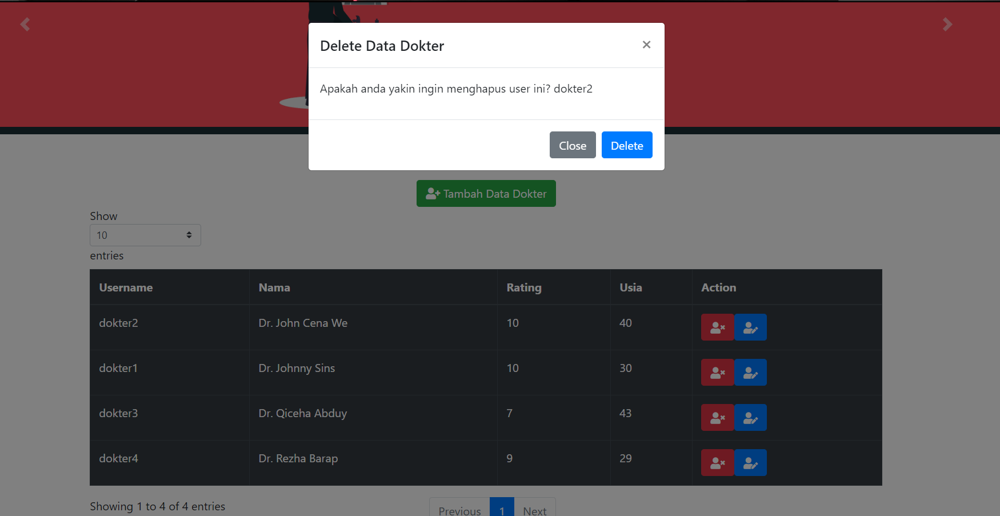 Delete Data Dokter ×
Apakah anda yakin ingin menghapus user ini? dokter2
Close Delete
Tambah Data Dokter
Show
10
entries
Username Nama Rating Usia Action
dokter2 Dr. John Cena We 10 40
dokter1 Dr. Johnny Sins 10 30
dokter3 Dr. Qiceha Abduy 7 43
dokter4 Dr. Rezha Barap 9 29
Showing 1 to 4 of 4 entries Previous 1 Next